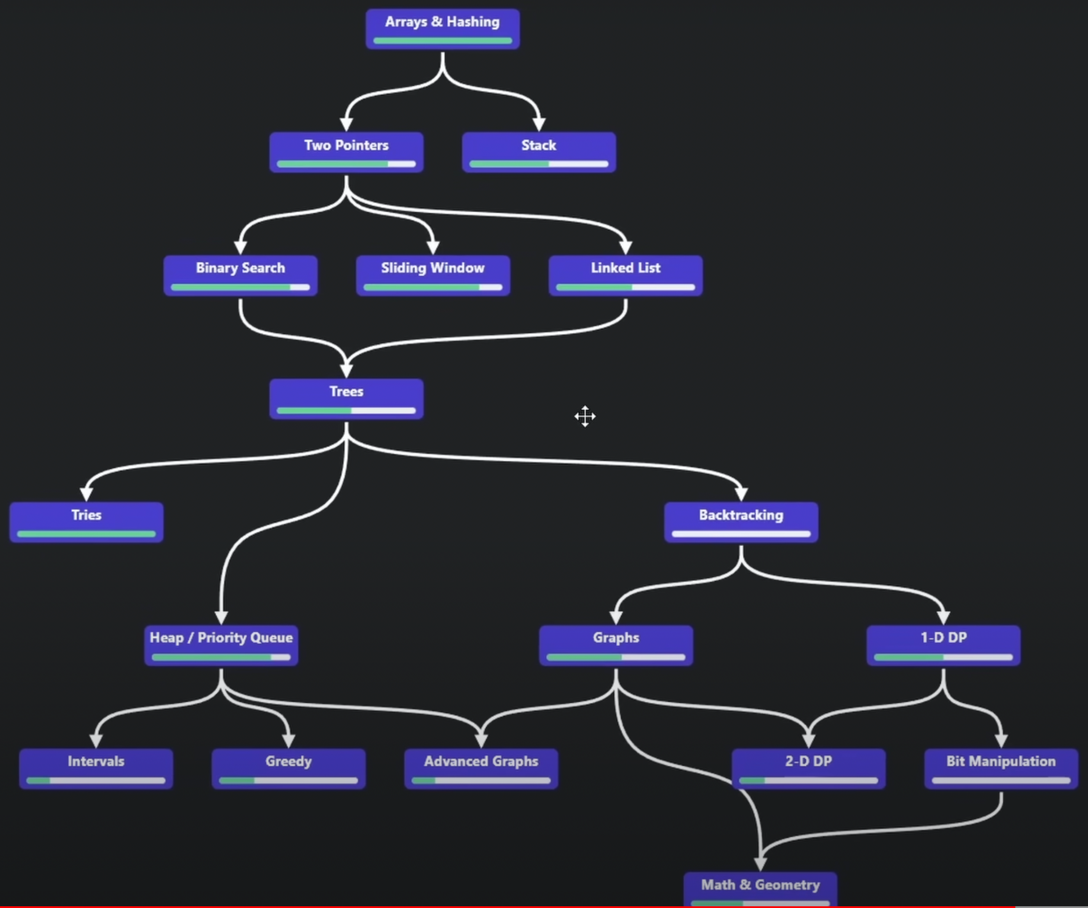 Arrays & Hashing
Two Pointers
Stack
Binary Search
Sliding Window
Linked List
Trees
Tries
Backtracking
Heap / Priority Queue
Graphs
1-D DP
Intervals
Greedy
Advanced Graphs
2-D DP
Bit Manipulation
Math & Geometry